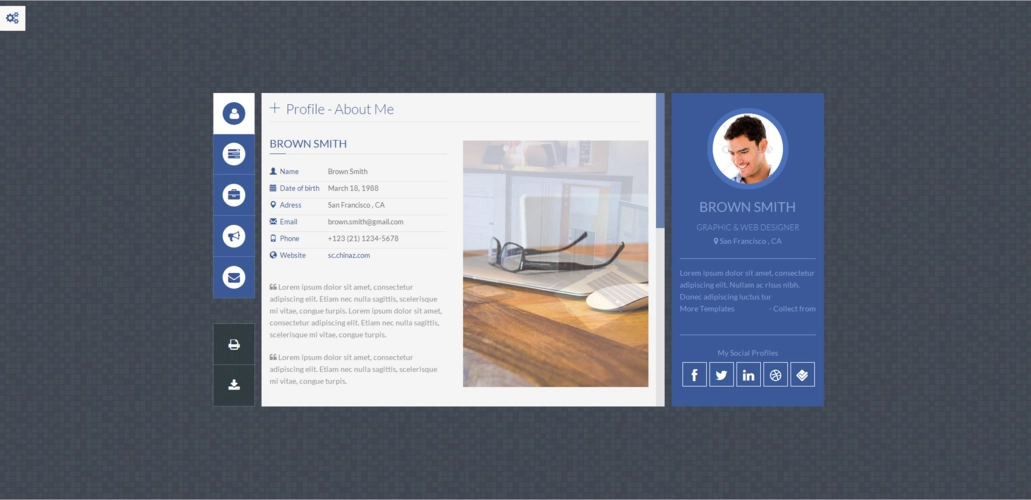 Profile - About Me
BROWN SMITH
Name Brown Smith
Date of birth March 18, 1988
Adress San Francisco , CA
Email brown.smith@gmail.com
Phone +123 (21) 1234-5678
Website sc.chinaz.com
Lorem ipsum dolor sit amet, consectetur
adipiscing elit. Etiam nec nulla sagittis, scelerisque
mi vitae, congue turpis. Lorem ipsum dolor sit amet,
consectetur adipiscing elit. Etiam nec nulla sagittis,
scelerisque mi vitae, congue turpis.
Lorem ipsum dolor sit amet, consectetur
adipiscing elit. Etiam nec nulla sagittis, scelerisque
mi vitae, congue turpis.
BROWN SMITH
GRAPHIC & WEB DESIGNER
San Francisco , CA
Lorem ipsum dolor sit amet, consectetur
adipiscing elit. Nullam ac risus nibh.
Donec adipiscing luctus tur
More Templates - Collect from
My Social Profiles